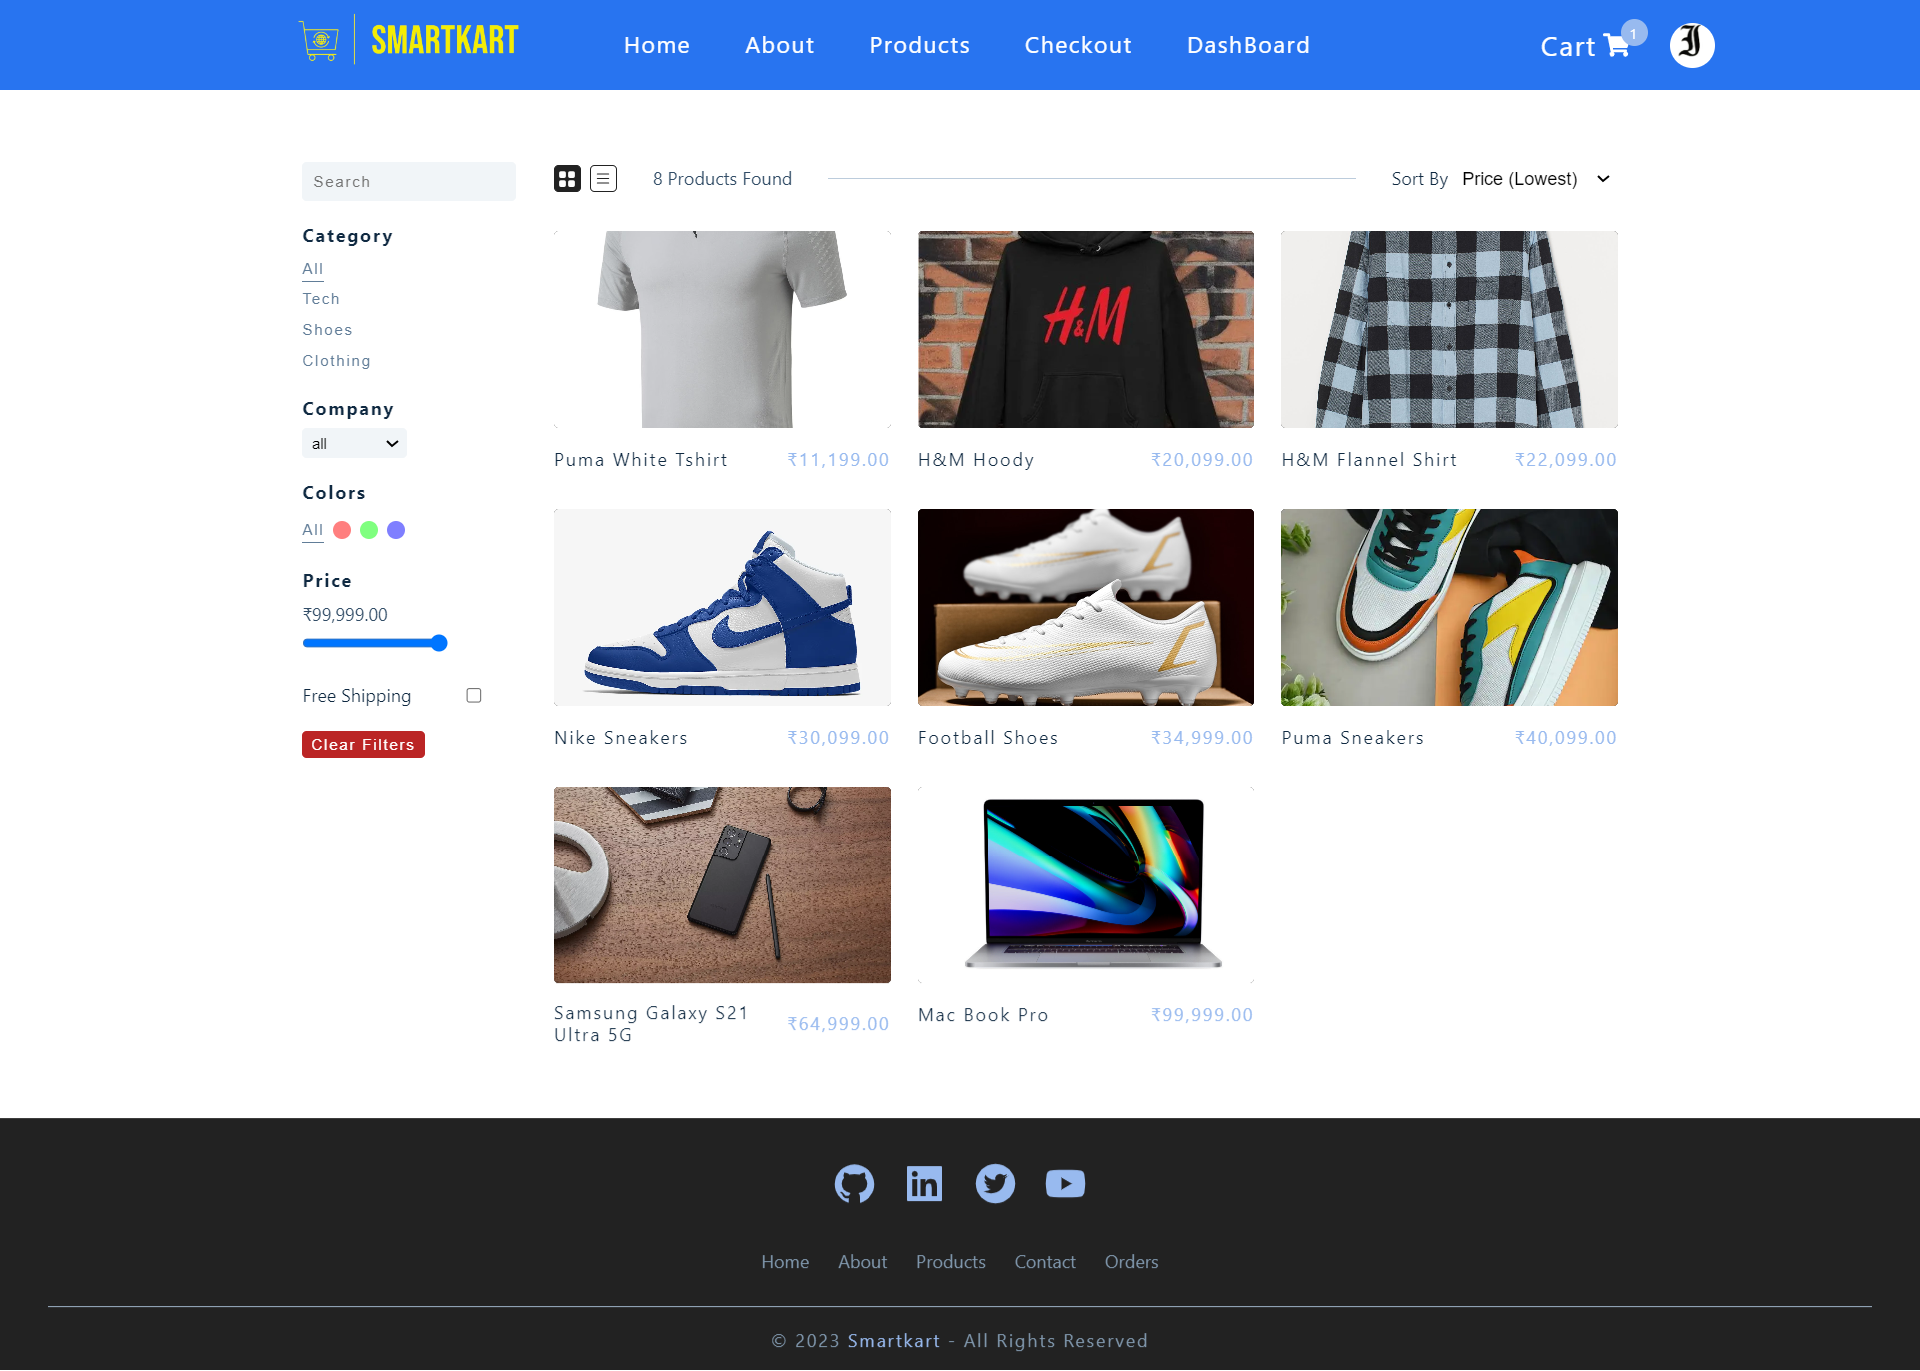 SMARTKART
Home About Products Checkout DashBoard
Cart 1
Search
8 Products Found
Sort By Price (Lowest)
Category
All
Tech
Shoes
Clothing
Company
all
Colors
All
Price
₹99,999.00
Free Shipping
Clear Filters
H&M
Puma White Tshirt ₹11,199.00
H&M Hoody ₹20,099.00
H&M Flannel Shirt ₹22,099.00
Nike Sneakers ₹30,099.00
Football Shoes ₹34,999.00
Puma Sneakers ₹40,099.00
Samsung Galaxy S21
Ultra 5G
₹64,999.00
Mac Book Pro ₹99,999.00
in
Home About Products Contact Orders
© 2023 Smartkart - All Rights Reserved